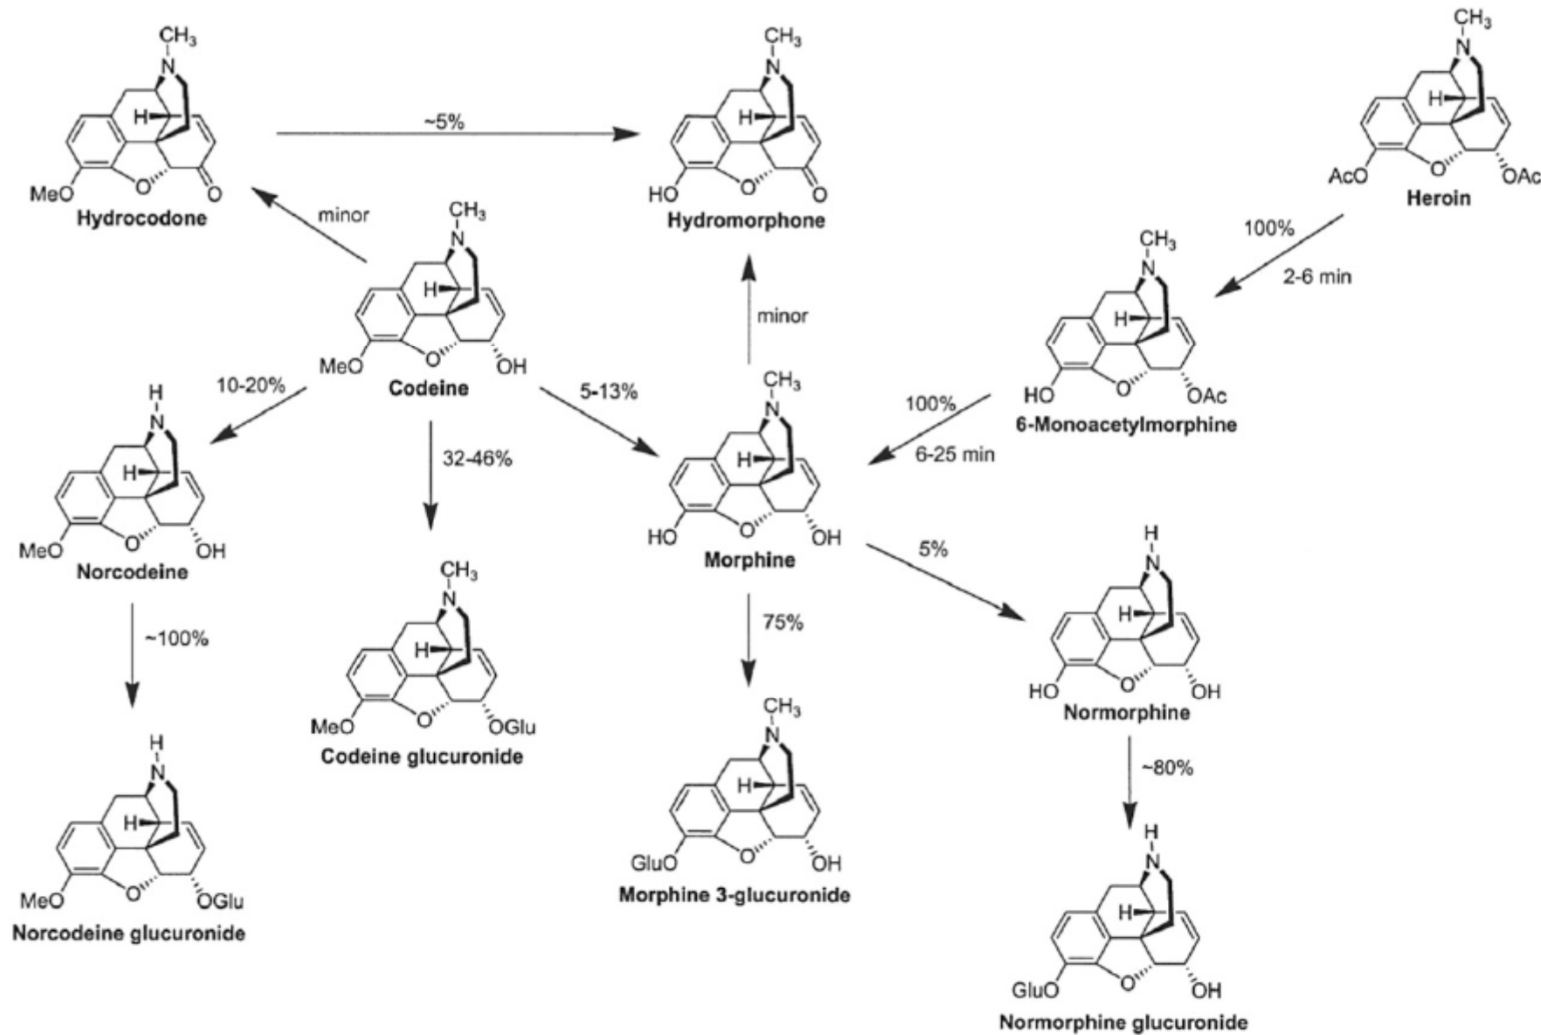 CH3
N
H
MeO
O
O
Hydrocodone
~5%
CH3
N
H
HO
O
O
Hydromorphone
CH3
N
H
AcO
O
OAc
Heroin
minor
CH3
N
H
MeO
O
OH
Codeine
minor
100%
2-6 min
CH3
N
H
HO
O
OAc
6-Monoacetylmorphine
10-20%
32-46%
5-13%
100%
6-25 min
H
N
H
MeO
O
OH
Norcodeine
CH3
N
H
HO
O
OH
Morphine
~100%
CH3
N
H
MeO
O
OGlu
Codeine glucuronide
75%
5%
H
N
H
HO
O
OH
Normorphine
H
N
H
MeO
O
OGlu
Norcodeine glucuronide
CH3
N
H
GluO
O
OH
Morphine 3-glucuronide
~80%
H
N
H
GluO
O
OH
Normorphine glucuronide